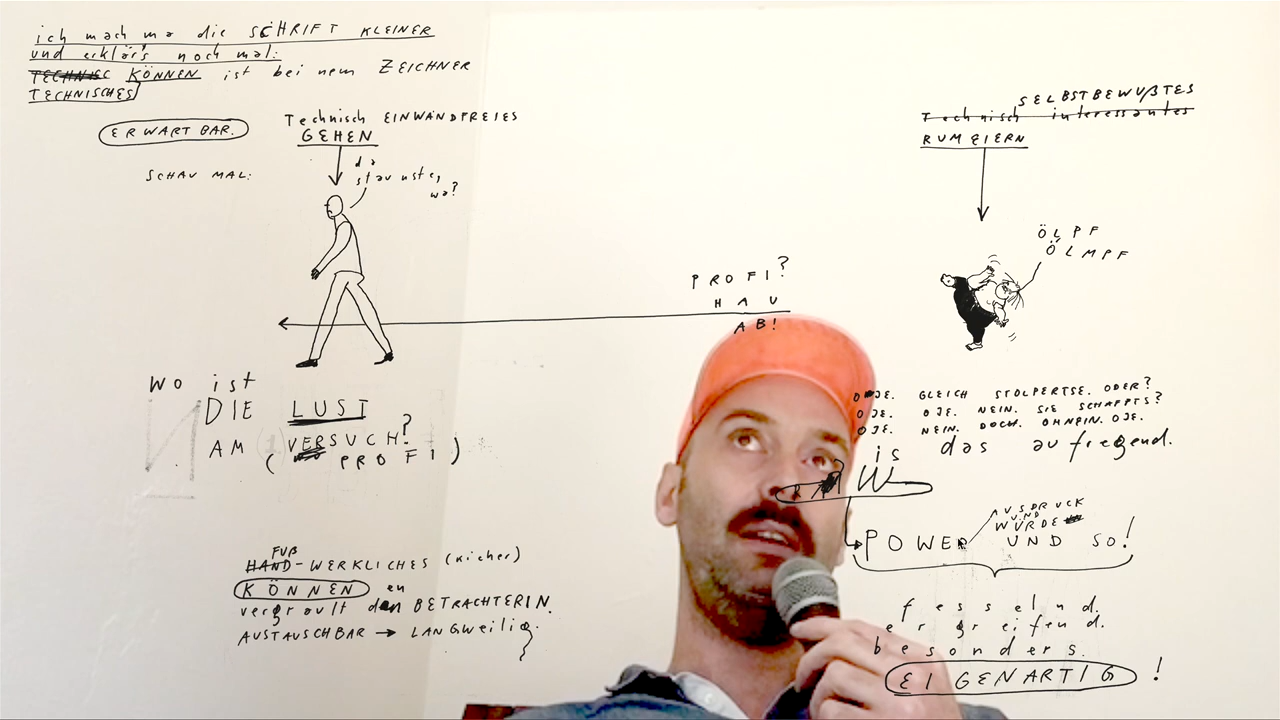 ich mach ma die SCHRIFT KLEINER
und erklär's noch mal:
TECHNISC KÖNNEN ist bei nem ZEICHNER
TECHNISCHES
ERWARTBAR.
SCHAU MAL:
Technisch EINWANDFREIES
GEHEN
da
staunste,
wa?
SELBSTBEWUßTES
Technisch interessantes
RUMEIERN
ÖLPF
ÖLMPF
PROFI?
HAU
AB!
WO ist
DIE LUST
AM VERSUCH?
( PROFI )
OJE. GLEICH STOLPERTSE. ODER?
OJE. OJE. NEIN. SIE SCHAFFTS?
OJE. NEIN. DOCH. OHNEIN. OJE.
is das aufregend.
W
AUSDRUCK
UND
WÜRDE
POWER UND SO!
FUß
HAND-WERKLICHES (kicher)
KÖNNEN
vergrault den BETRACHTERIN.
en
AUSTAUSCHBAR → LANGWEILIG.
fesselnd.
ergreifend.
besonders.
EIGENARTIG !